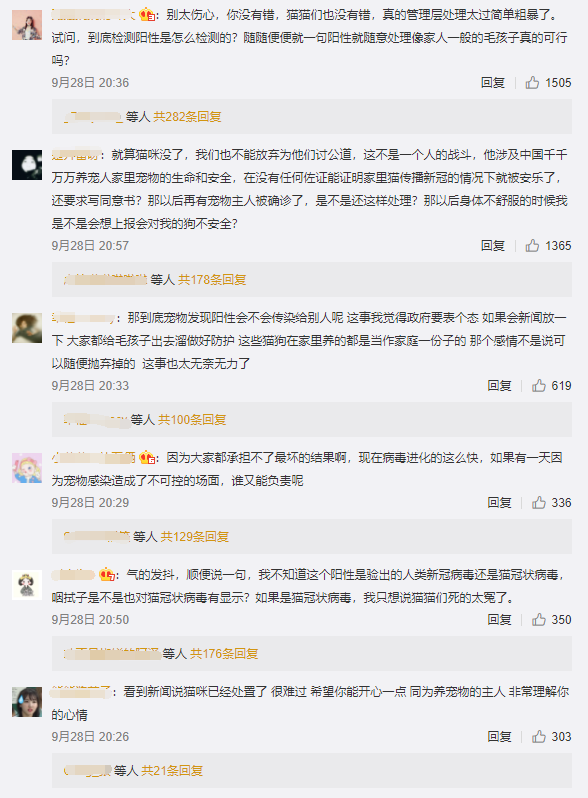 ：别太伤心，你没有错，猫猫们也没有错，真的管理层处理太过简单粗暴了。
试问，到底检测阳性是怎么检测的？随随便便就一句阳性就随意处理像家人一般的毛孩子真的可行
吗？
9月28日 20:36 回复 1505
等人 共282条回复
：就算猫咪没了，我们也不能放弃为他们讨公道，这不是一个人的战斗，他涉及中国千千
万万养宠人家里宠物的生命和安全，在没有任何佐证能证明家里猫传播新冠的情况下就被安乐了，
还要求写同意书？那以后再有宠物主人被确诊了，是不是还这样处理？那以后身体不舒服的时候我
是不是会想上报会对我的狗不安全？
9月28日 20:57 回复 1365
等人 共178条回复
：那到底宠物发现阳性会不会传染给别人呢 这事我觉得政府要表个态 如果会新闻放一
下 大家都给毛孩子出去溜做好防护 这些猫狗在家里养的都是当作家庭一份子的 那个感情不是说可
以随便抛弃掉的 这事也太无奈无力了
9月28日 20:33 回复 619
等人 共100条回复
：因为大家都承担不了最坏的结果啊，现在病毒进化的这么快，如果有一天因
为宠物感染造成了不可控的场面，谁又能负责呢
9月28日 20:29 回复 336
等人 共129条回复
：气的发抖，顺便说一句，我不知道这个阳性是验出的人类新冠病毒还是猫冠状病毒，
咽拭子是不是也对猫冠状病毒有显示？如果是猫冠状病毒，我只想说猫猫们死的太冤了。
9月28日 20:50 回复 350
等人 共176条回复
：看到新闻说猫咪已经处置了 很难过 希望你能开心一点 同为养宠物的主人 非常理解你
的心情
9月28日 20:26 回复 303
等人 共21条回复